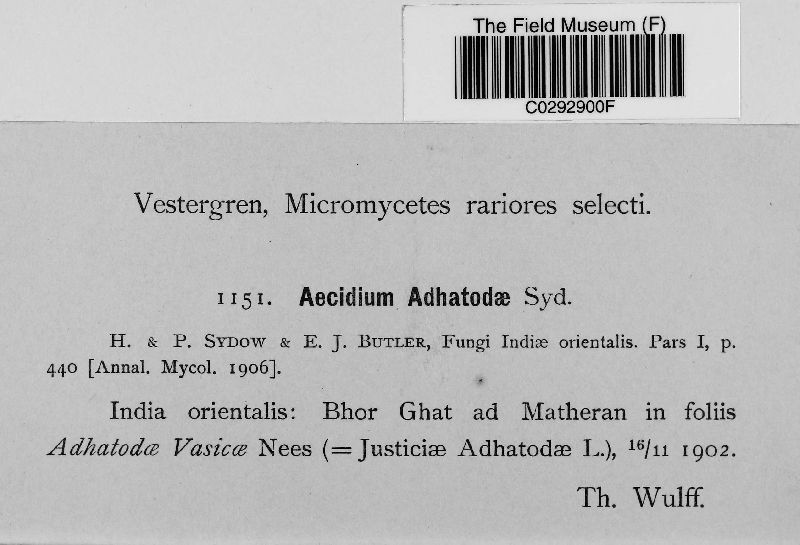 The Field Museum (F)
C0292900F
Vestergren, Micromycetes rariores selecti.
1151. Aecidium Adhatodæ Syd.
H. & P. Sydow & E. J. Butler, Fungi Indiæ orientalis. Pars I, p.
440 [Annal. Mycol. 1906].
India orientalis: Bhor Ghat ad Matheran in foliis
Adhatodæ Vasicæ Nees (= Justiciæ Adhatodæ L.), 16/11 1902.
Th. Wulff.